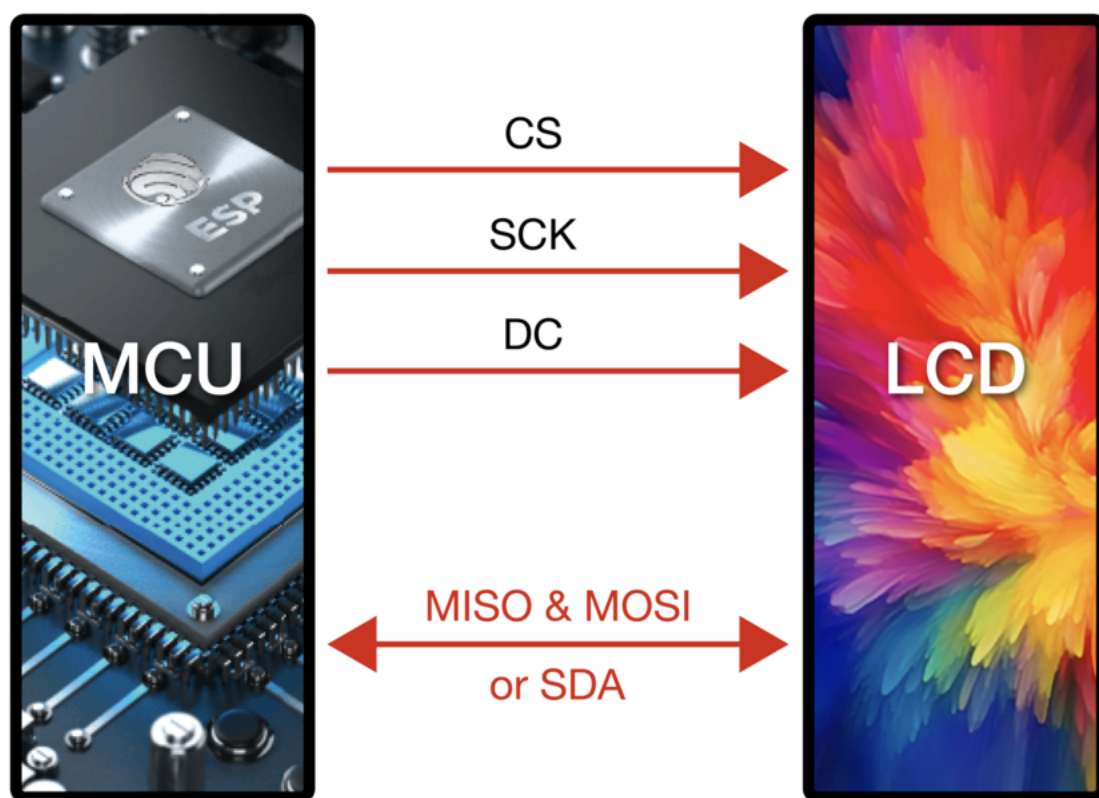 CS
SCK
DC
ESP
MCU
LCD
MISO & MOSI
or SDA